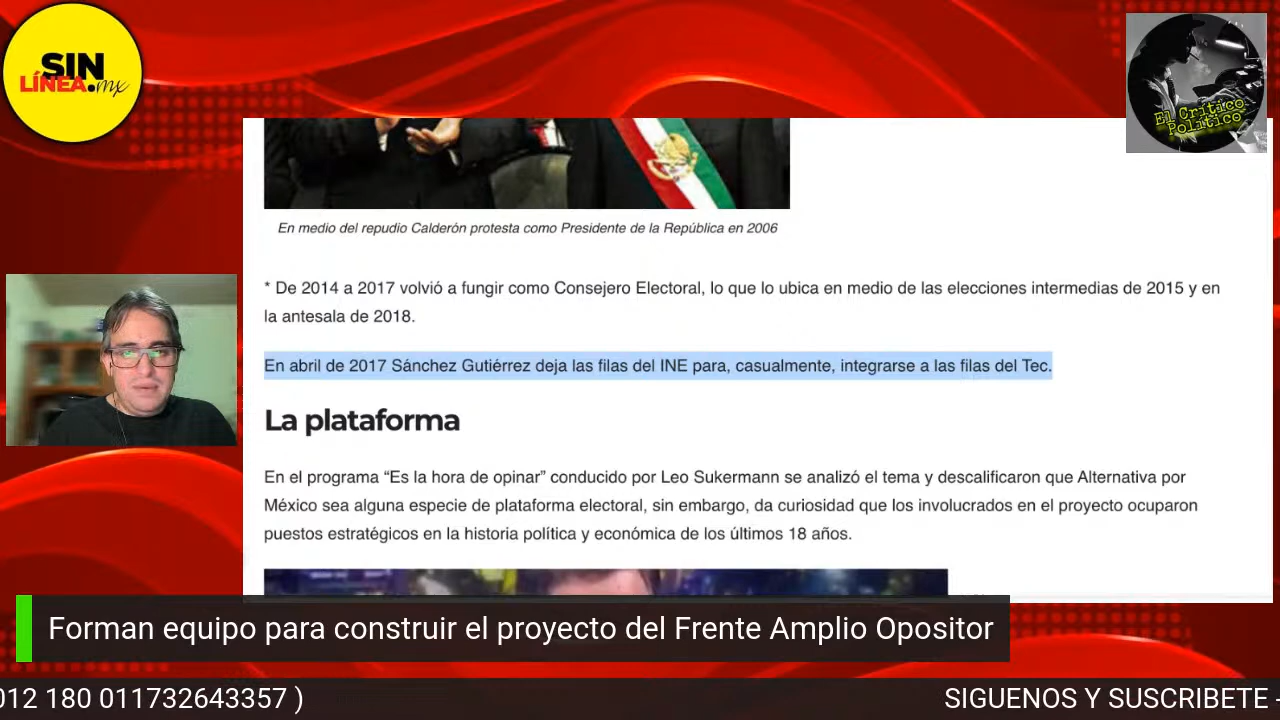 SIN
LÍNEA.mx
El Crítico
Político
En medio del repudio Calderón protesta como Presidente de la República en 2006
* De 2014 a 2017 volvió a fungir como Consejero Electoral, lo que lo ubica en medio de las elecciones intermedias de 2015 y en
la antesala de 2018.
En abril de 2017 Sánchez Gutiérrez deja las filas del INE para, casualmente, integrarse a las filas del Tec.
La plataforma
En el programa “Es la hora de opinar” conducido por Leo Sukermann se analizó el tema y descalificaron que Alternativa por
México sea alguna especie de plataforma electoral, sin embargo, da curiosidad que los involucrados en el proyecto ocuparon
puestos estratégicos en la historia política y económica de los últimos 18 años.
Forman equipo para construir el proyecto del Frente Amplio Opositor
012 180 011732643357 )
SIGUENOS Y SUSCRIBETE -